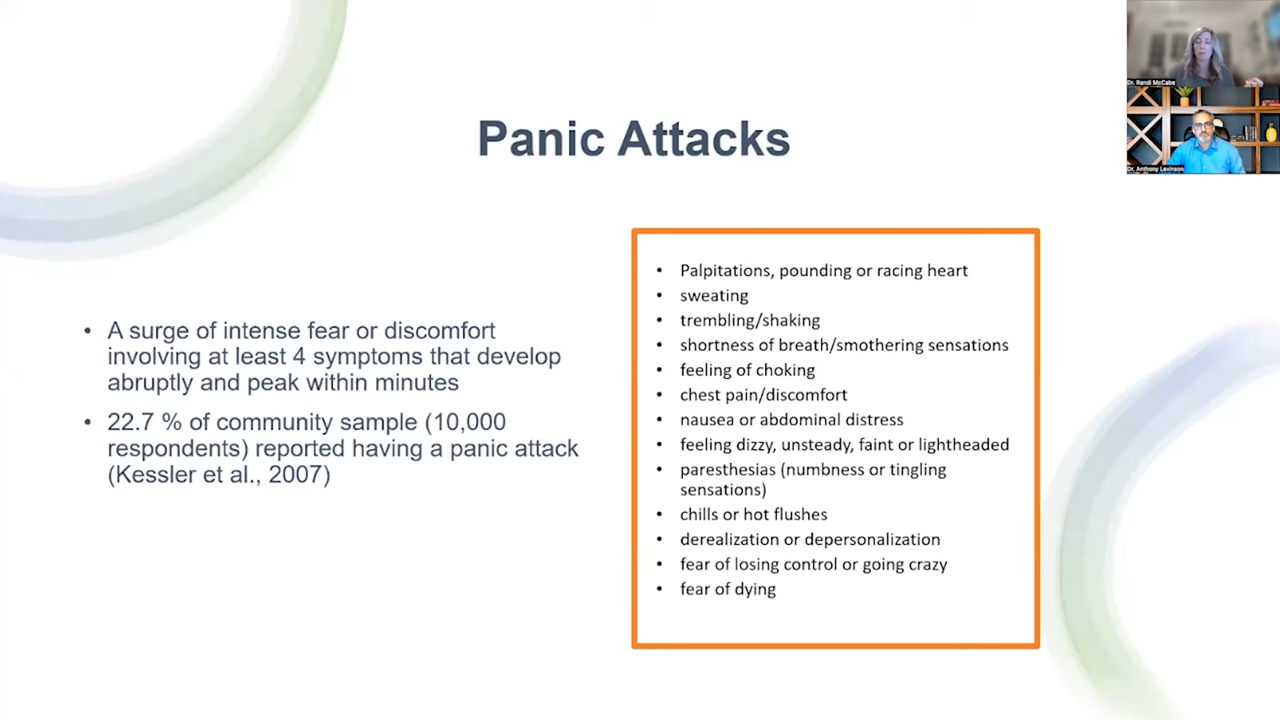 Dr. Randi McCabe
Dr. Anthony Levinson
Panic Attacks
• A surge of intense fear or discomfort
involving at least 4 symptoms that develop
abruptly and peak within minutes
• 22.7 % of community sample (10,000
respondents) reported having a panic attack
(Kessler et al., 2007)
• Palpitations, pounding or racing heart
• sweating
• trembling/shaking
• shortness of breath/smothering sensations
• feeling of choking
• chest pain/discomfort
• nausea or abdominal distress
• feeling dizzy, unsteady, faint or lightheaded
• paresthesias (numbness or tingling
sensations)
• chills or hot flushes
• derealization or depersonalization
• fear of losing control or going crazy
• fear of dying